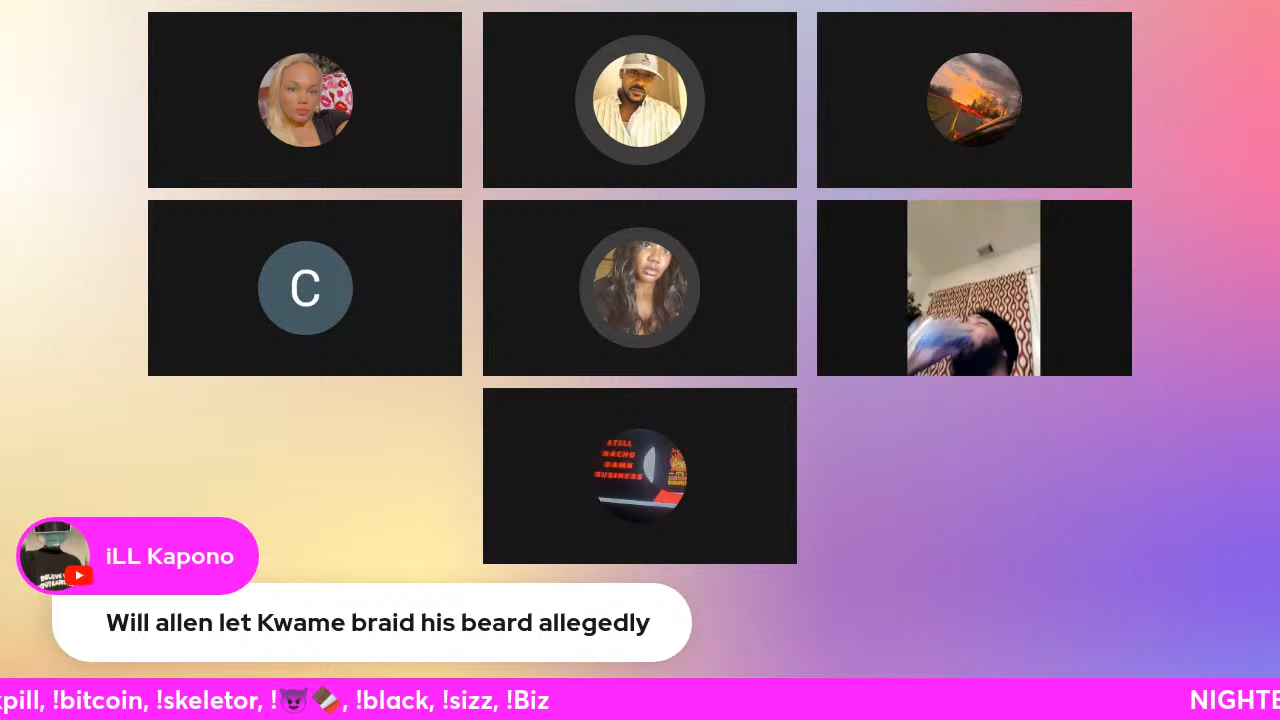 C
STILL
NACHO
DAMN
BUSINESS
iLL Kapono
Will allen let Kwame braid his beard allegedly
kpill, !bitcoin, !skeletor, !😈🍫, !black, !sizz, !Biz
NIGHTE